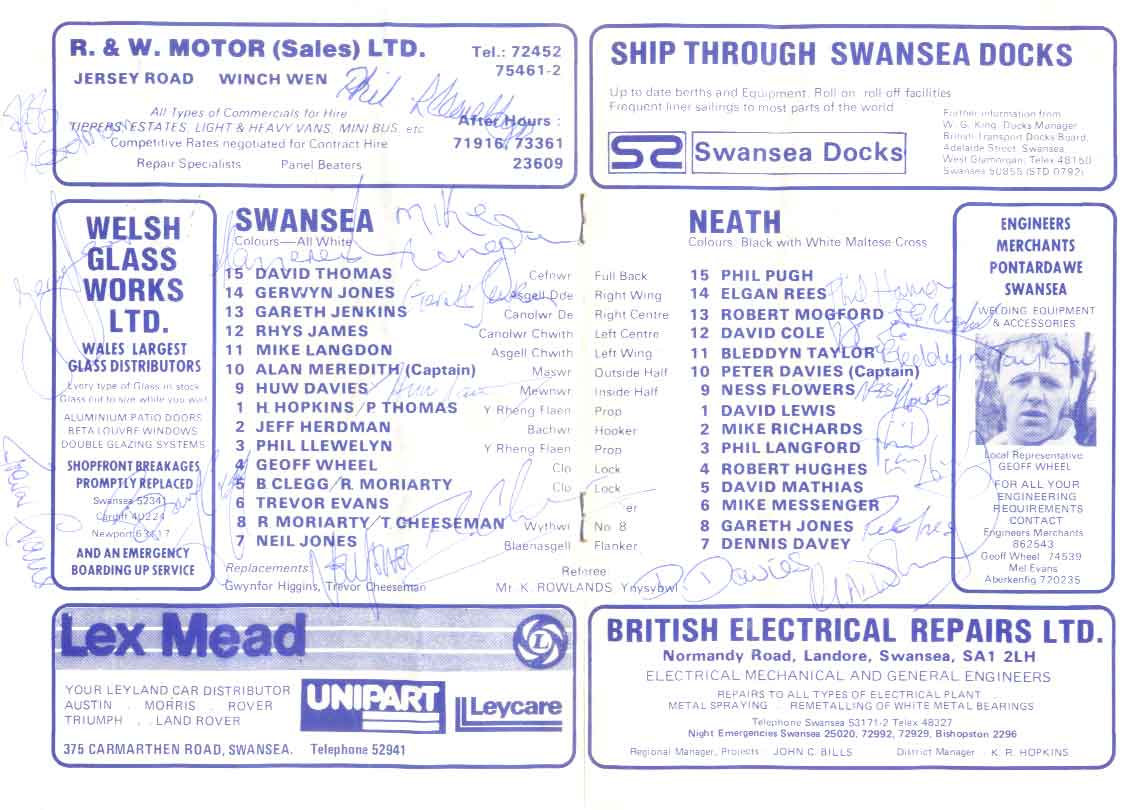 R. & W. MOTOR (Sales) LTD.
Tel.: 72452
75461-2
JERSEY ROAD WINCH WEN
All Types of Commercials for Hire
TIPPERS, ESTATES, LIGHT & HEAVY VANS, MINI BUS, etc
Competitive Rates negotiated for Contract Hire
Repair Specialists Panel Beaters
After Hours :
71916, 73361
23609
SHIP THROUGH SWANSEA DOCKS
Up to date berths and Equipment. Roll on roll off facilities
Frequent liner sailings to most parts of the world
Swansea Docks
Further information from
W. G. King, Docks Manager
British Transport Docks Board,
Adelaide Street, Swansea,
West Glamorgan, Telex 48150
Swansea 50855 (STD 0792)
WELSH
GLASS
WORKS
LTD.
WALES LARGEST
GLASS DISTRIBUTORS
Every type of Glass in stock
Glass cut to size while you wait
ALUMINIUM PATIO DOORS
BETA LOUVRE WINDOWS
DOUBLE GLAZING SYSTEMS
SHOPFRONT BREAKAGES
PROMPTLY REPLACED
Swansea 52341
Cardiff 40224
Newport 63117
AND AN EMERGENCY
BOARDING UP SERVICE
SWANSEA
Colours—All White
15 DAVID THOMAS Cefnwr
14 GERWYN JONES Asgell Dde
13 GARETH JENKINS Canolwr De
12 RHYS JAMES Canolwr Chwith
11 MIKE LANGDON Asgell Chwith
10 ALAN MEREDITH (Captain) Maswr
9 HUW DAVIES Mewnwr
1 H HOPKINS/P THOMAS Y Rheng Flaen
2 JEFF HERDMAN Bachwr
3 PHIL LLEWELYN Y Rheng Flaen
4 GEOFF WHEEL Clo
5 B CLEGG/R MORIARTY Clo
6 TREVOR EVANS
8 R MORIARTY/T CHEESEMAN Wythwr
7 NEIL JONES Blaenasgell
Replacements:
Gwynfor Higgins, Trevor Cheeseman
NEATH
Colours: Black with White Maltese Cross
Full Back 15 PHIL PUGH
Right Wing 14 ELGAN REES
Right Centre 13 ROBERT MOGFORD
Left Centre 12 DAVID COLE
Left Wing 11 BLEDDYN TAYLOR
Outside Half 10 PETER DAVIES (Captain)
Inside Half 9 NESS FLOWERS
Prop 1 DAVID LEWIS
Hooker 2 MIKE RICHARDS
Prop 3 PHIL LANGFORD
Lock 4 ROBERT HUGHES
Lock 5 DAVID MATHIAS
er 6 MIKE MESSENGER
No. 8 8 GARETH JONES
Flanker 7 DENNIS DAVEY
Referee:
Mr. K. ROWLANDS Ynysybwl
Mike
Phil
Bleddyn Taylor
Ness Flowers
Phil
D. Davies
Trevor Evans
ENGINEERS
MERCHANTS
PONTARDAWE
SWANSEA
WELDING EQUIPMENT
& ACCESSORIES
Local Representative
GEOFF WHEEL
FOR ALL YOUR
ENGINEERING
REQUIREMENTS
CONTACT
Engineers Merchants
862543
Geoff Wheel 74539
Mel Evans
Aberkenfig 720235
Lex Mead
YOUR LEYLAND CAR DISTRIBUTOR
AUSTIN . MORRIS . ROVER
TRIUMPH . . LAND ROVER
UNIPART
Leycare
375 CARMARTHEN ROAD, SWANSEA. Telephone 52941
BRITISH ELECTRICAL REPAIRS LTD.
Normandy Road, Landore, Swansea, SA1 2LH
ELECTRICAL MECHANICAL AND GENERAL ENGINEERS
REPAIRS TO ALL TYPES OF ELECTRICAL PLANT .
METAL SPRAYING . REMETALLING OF WHITE METAL BEARINGS
Telephone Swansea 53171-2 Telex 48327
Night Emergencies Swansea 25020, 72992, 72929, Bishopston 2296
Regional Manager, Projects JOHN C. BILLS District Manager K. R. HOPKINS